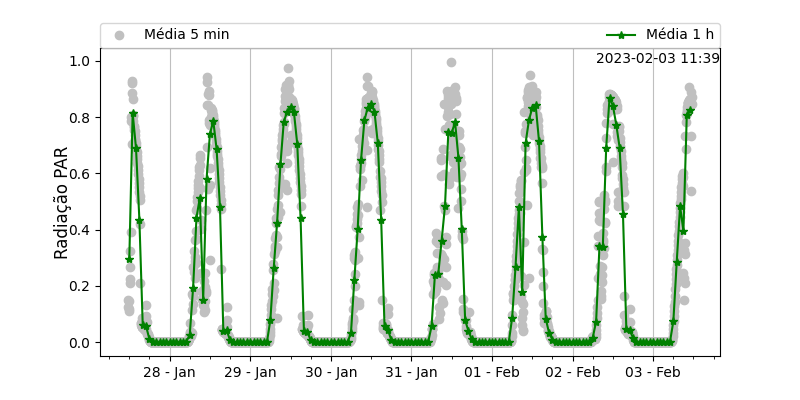 Média 5 min
Média 1 h
2023-02-03 11:39
Radiação PAR
1.0
0.8
0.6
0.4
0.2
0.0
28 - Jan
29 - Jan
30 - Jan
31 - Jan
01 - Feb
02 - Feb
03 - Feb